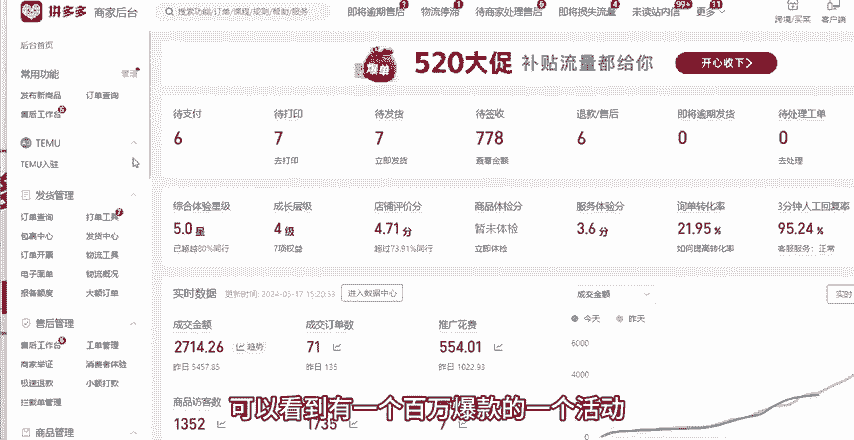 拼多多 商家后台
搜索功能/订单/课程/规则/帮助/服务
即将逾期售后
物流停滞
待商家处理售后
即将损失流量
未读站内信 99+
更多 11
跨境/买菜
客户端
后台首页
常用功能
管理
发布新商品
订单查询
售后工作台
TEMU
TEMU入驻
发货管理
订单查询
打单工具
包裹中心
发货中心
订单开票
物流工具
电子面单
物流概况
报备额度
大额订单
售后管理
售后工作台
工单管理
商家举证
消费者体验
极速退款
小额打款
拦截单管理
商品管理
爆单
520大促 补贴流量都给你
开心收下
待支付
待打印
待发货
待签收
退款/售后
即将逾期发货
待处理工单
6
7
7
778
6
0
0
去打印
立即发货
查看金额
去处理
综合体验星级
成长层级
店铺评价分
商品体检分
服务体验分
询单转化率
3分钟人工回复率
5.0 星
4 级
4.71 分
暂未体检
3.6 分
21.95 %
95.24 %
已超越80%同行
7项权益
超过73.91%同行
立即体检
如何提高转化率
客服服务: 正常
实时数据
更新时间: 2024-05-17 15:20:53
进入数据中心
成交金额
实时
成交金额
成交订单数
推广花费
今天
昨天
2714.26
趋势
71
554.01
昨日 5457.85
昨日 135
昨日 1022.93
6000
4000
商品访客数
1352
1735
7
可以看到有一个百万爆款的一个活动